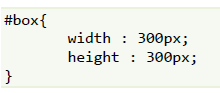 #box{
        width : 300px;
        height : 300px;
}